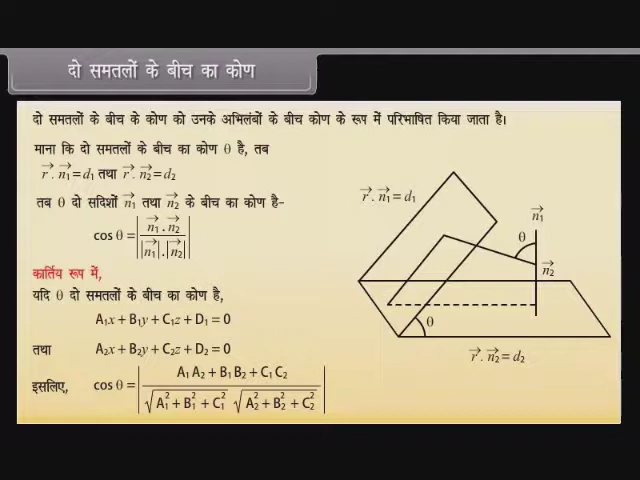 दो समतलों के बीच का कोण
दो समतलों के बीच के कोण को उनके अभिलंबों के बीच कोण के रूप में परिभाषित किया जाता है।
माना कि दो समतलों के बीच का कोण θ है, तब
r⃗ . n⃗₁ = d₁ तथा r⃗ . n⃗₂ = d₂
तब θ दो सदिशों n⃗₁ तथा n⃗₂ के बीच का कोण है-
cos θ = | n⃗₁ . n⃗₂ / |n⃗₁| . |n⃗₂| |
कार्तिय रूप में,
यदि θ दो समतलों के बीच का कोण है,
A₁x + B₁y + C₁z + D₁ = 0
तथा A₂x + B₂y + C₂z + D₂ = 0
इसलिए, cos θ = | A₁A₂ + B₁B₂ + C₁C₂ / √(A₁² + B₁² + C₁²) √(A₂² + B₂² + C₂²) |
r⃗ . n⃗₁ = d₁
n⃗₁
θ
n⃗₂
θ
r⃗ . n⃗₂ = d₂